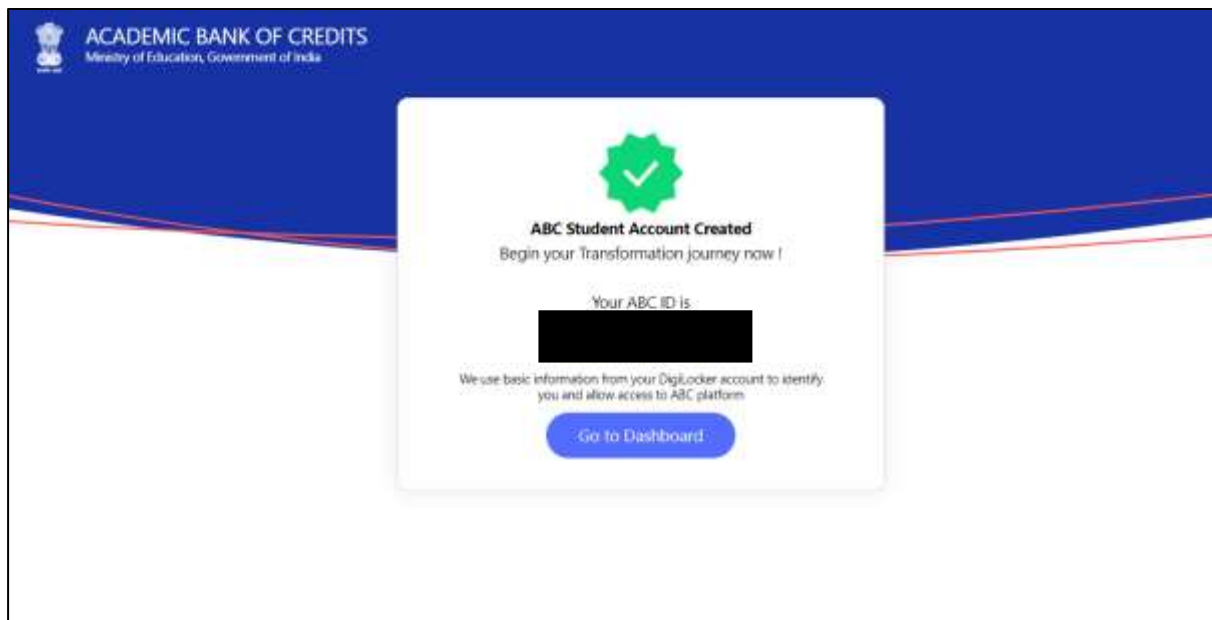 ACADEMIC BANK OF CREDITS
Ministry of Education, Government of India
ABC Student Account Created
Begin your Transformation journey now !
Your ABC ID is
We use basic information from your DigiLocker account to identify
you and allow access to ABC platform
Go to Dashboard